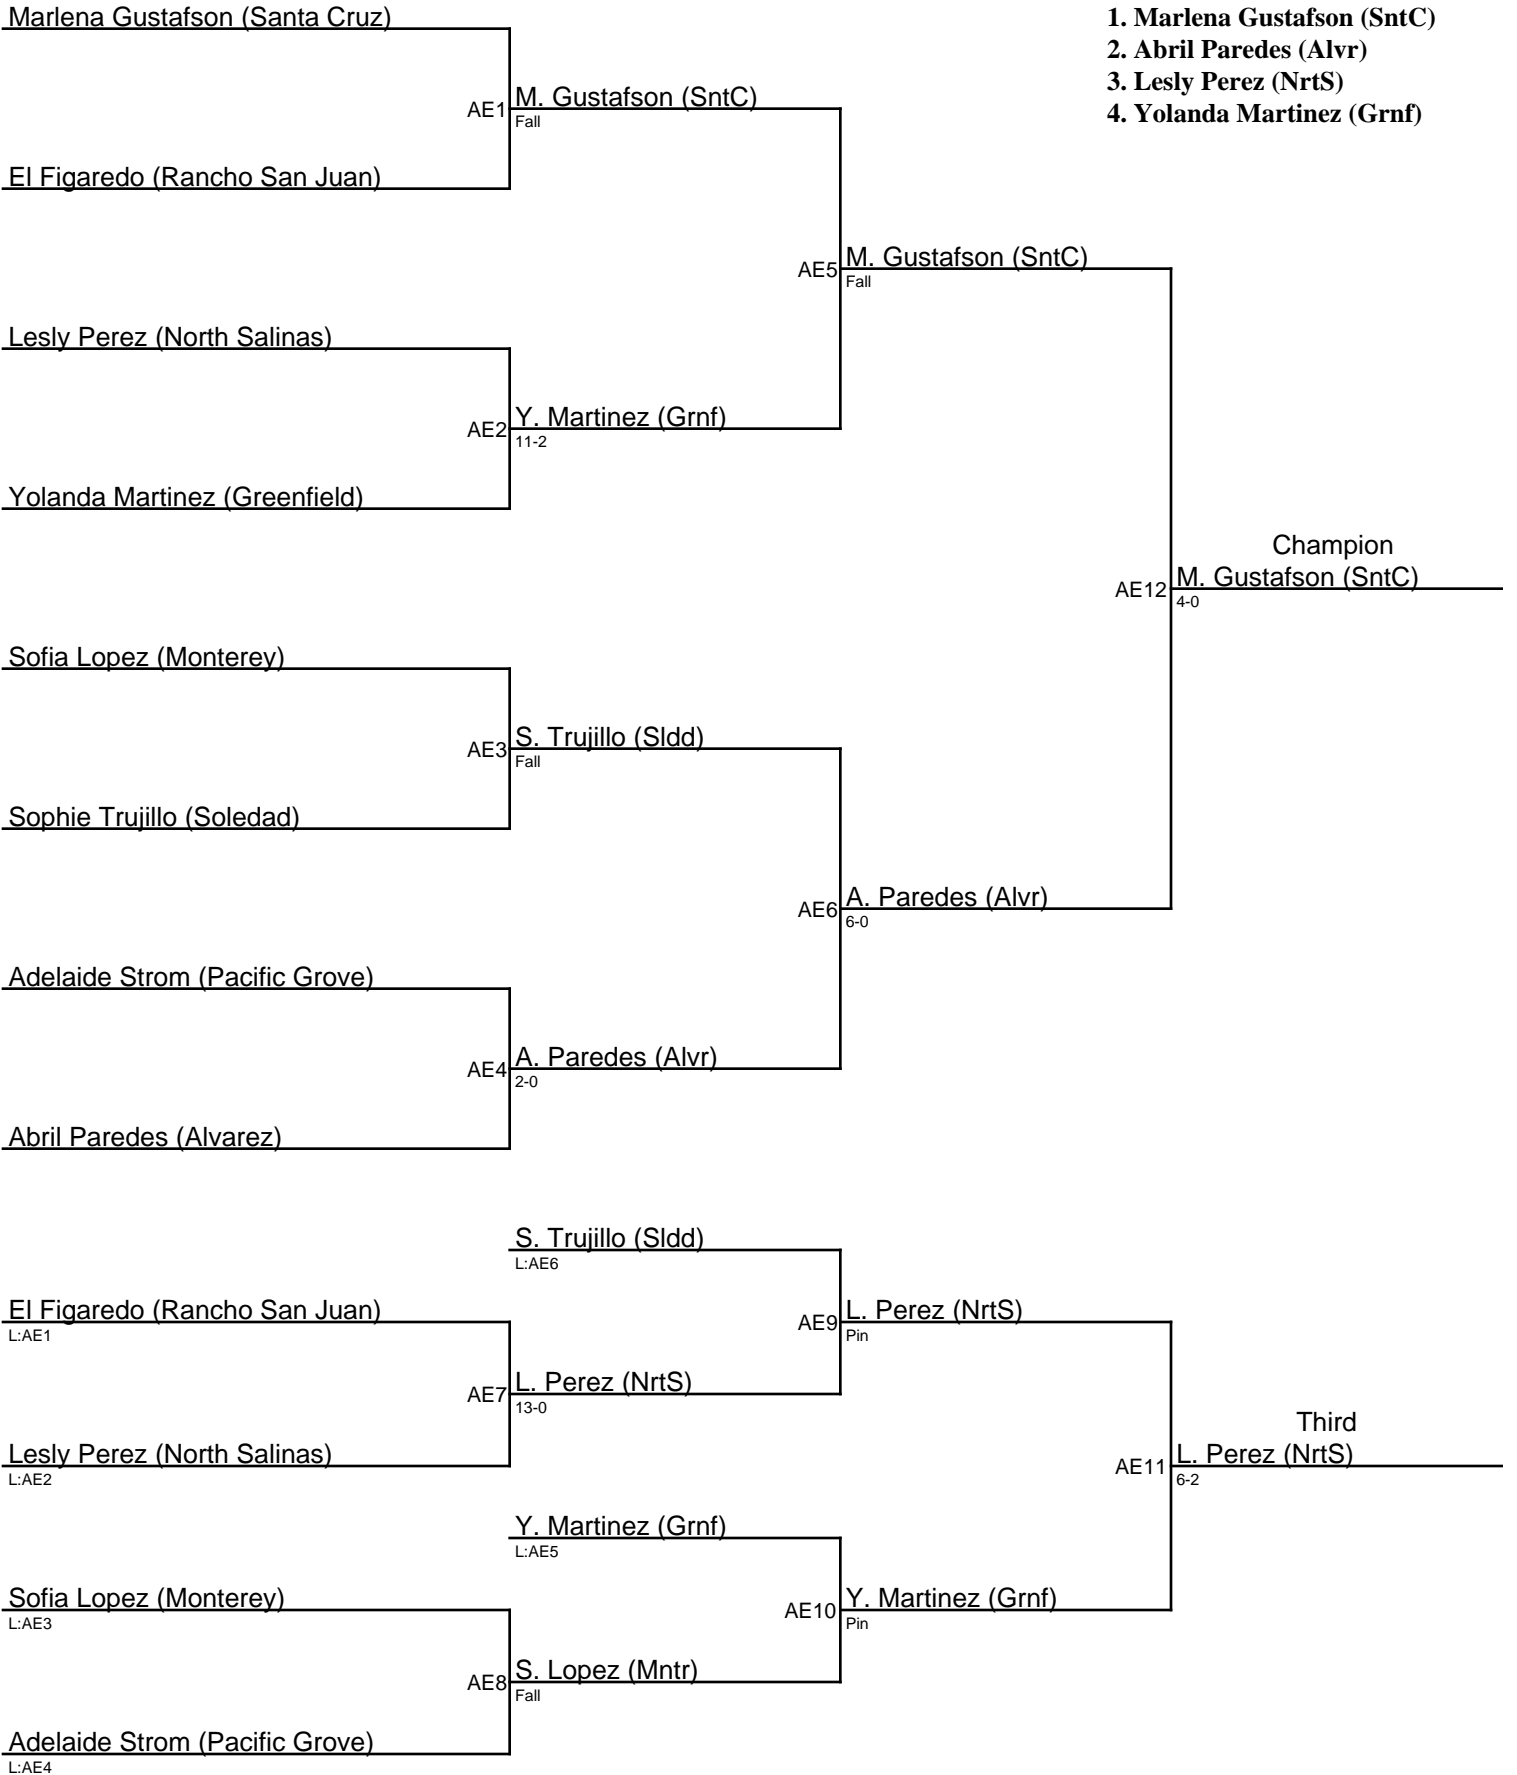 Marlena Gustafson (Santa Cruz)
1. Marlena Gustafson (SntC)
2. Abril Paredes (Alvr)
3. Lesly Perez (NrtS)
4. Yolanda Martinez (Grnf)
AE1
M. Gustafson (SntC)
Fall
El Figaredo (Rancho San Juan)
AE5
M. Gustafson (SntC)
Fall
Lesly Perez (North Salinas)
AE2
Y. Martinez (Grnf)
11-2
Yolanda Martinez (Greenfield)
Champion
AE12
M. Gustafson (SntC)
4-0
Sofia Lopez (Monterey)
AE3
S. Trujillo (Sldd)
Fall
Sophie Trujillo (Soledad)
AE6
A. Paredes (Alvr)
6-0
Adelaide Strom (Pacific Grove)
AE4
A. Paredes (Alvr)
2-0
Abril Paredes (Alvarez)
S. Trujillo (Sldd)
L:AE6
El Figaredo (Rancho San Juan)
L:AE1
AE9
L. Perez (NrtS)
Pin
AE7
L. Perez (NrtS)
13-0
Lesly Perez (North Salinas)
L:AE2
Third
AE11
L. Perez (NrtS)
6-2
Y. Martinez (Grnf)
L:AE5
Sofia Lopez (Monterey)
L:AE3
AE10
Y. Martinez (Grnf)
Pin
AE8
S. Lopez (Mntr)
Fall
Adelaide Strom (Pacific Grove)
L:AE4